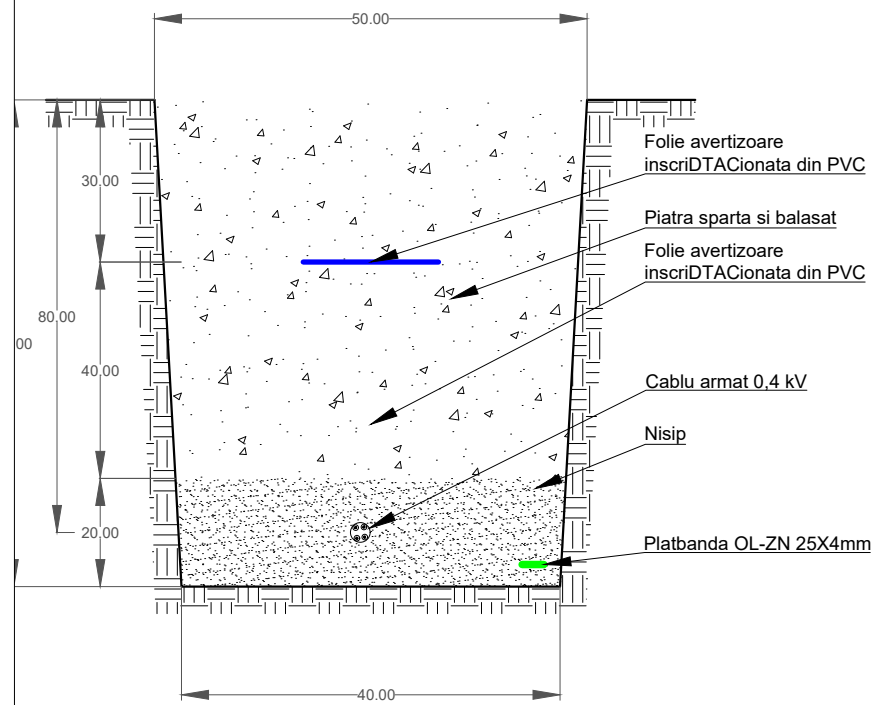 50.00
Folie avertizoare
inscriDTACionata din PVC
30.00
Piatra sparta si balasat
Folie avertizoare
inscriDTACionata din PVC
80.00
00
40.00
Cablu armat 0,4 kV
Nisip
20.00
Platbanda OL-ZN 25X4mm
40.00